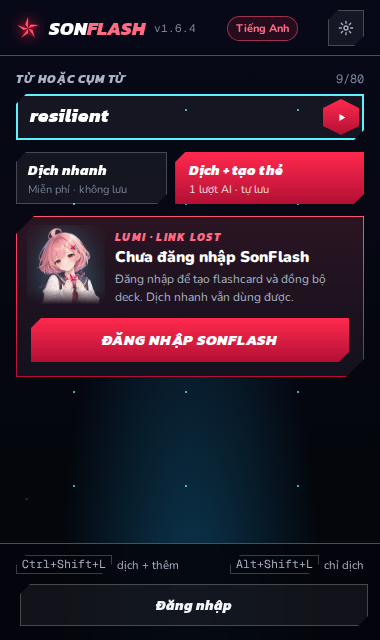 SONFLASH v1.6.4 Tiếng Anh
TỪ HOẶC CỤM TỪ 9/80
resilient
Dịch nhanh
Miễn phí · không lưu
Dịch + tạo thẻ
1 lượt AI · tự lưu
LUMI · LINK LOST
Chưa đăng nhập SonFlash
Đăng nhập để tạo flashcard và đồng bộ
deck. Dịch nhanh vẫn dùng được.
ĐĂNG NHẬP SONFLASH
Ctrl+Shift+L dịch + thêm Alt+Shift+L chỉ dịch
Đăng nhập